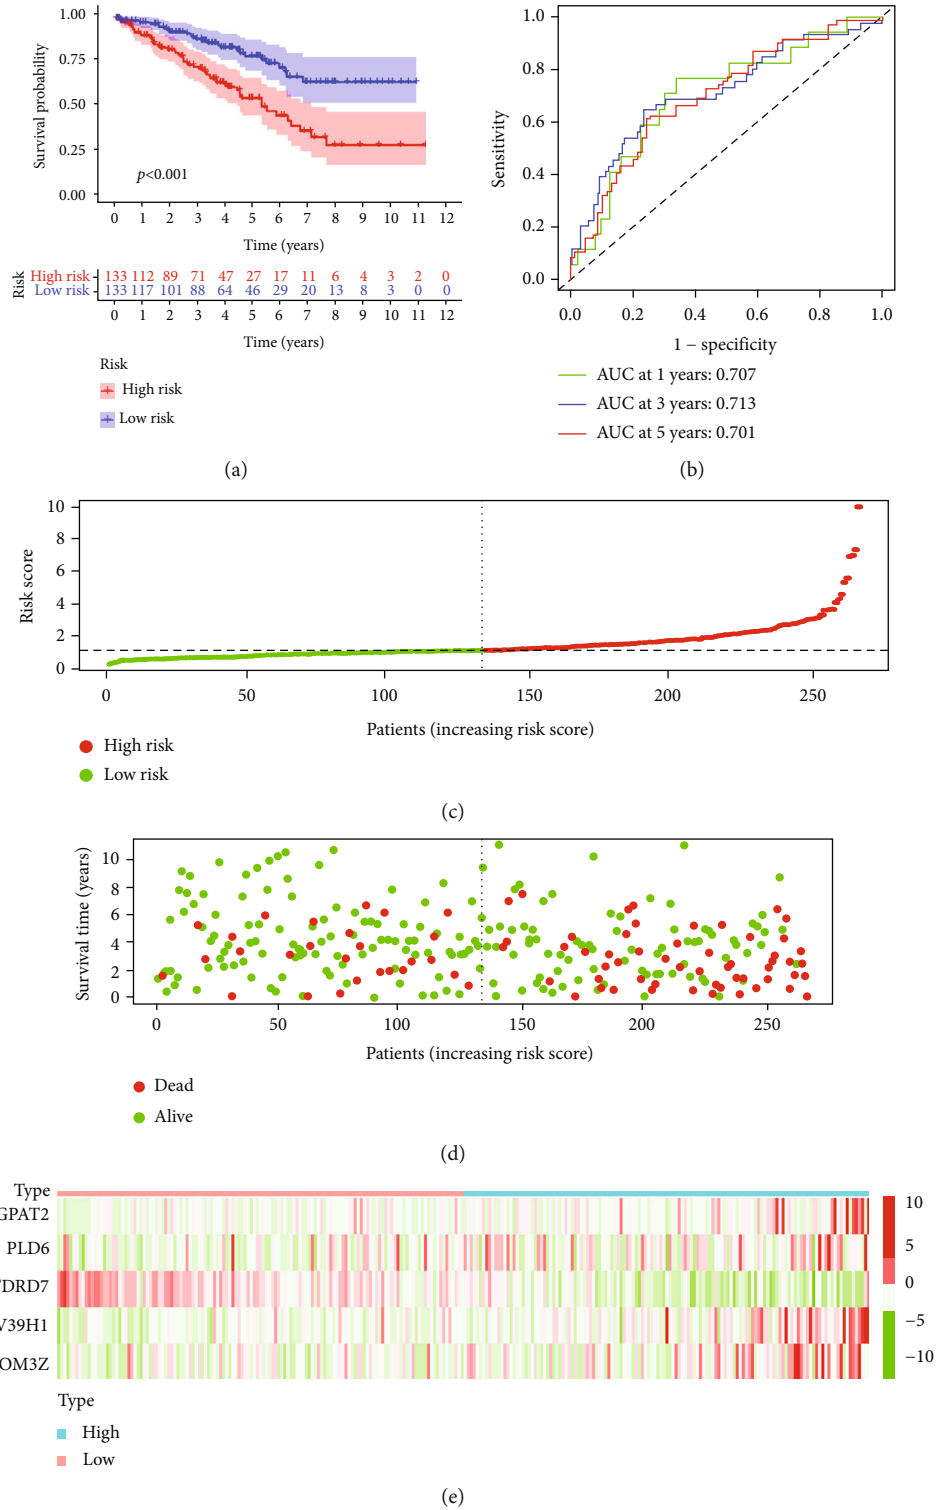 1.00
0.75
0.50
0.25
0.00
Survival probability
p<0.001
0 1 2 3 4 5 6 7 8 9 10 11 12
Time (years)
Risk
High risk 133 112 89 71 47 27 17 11 6 4 3 2 0
Low risk 133 117 101 88 64 46 29 20 13 8 3 0 0
0 1 2 3 4 5 6 7 8 9 10 11 12
Time (years)
Risk
High risk
Low risk
(a)
1.0
0.8
0.6
0.4
0.2
0.0
Sensitivity
0.0 0.2 0.4 0.6 0.8 1.0
1 − specificity
AUC at 1 years: 0.707
AUC at 3 years: 0.713
AUC at 5 years: 0.701
(b)
10
8
6
4
2
0
Risk score
0 50 100 150 200 250
Patients (increasing risk score)
High risk
Low risk
(c)
10
8
6
4
2
0
Survival time (years)
0 50 100 150 200 250
Patients (increasing risk score)
Dead
Alive
(d)
Type
GPAT2
PLD6
TDRD7
V39H1
OM3Z
10
5
0
−5
−10
Type
High
Low
(e)